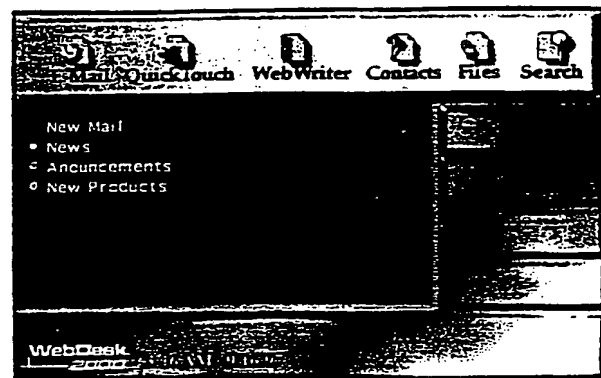 Mail QuickTouch WebWriter Contacts Files Search
New Mail
News
Anouncements
New Products
WebDesk
2000